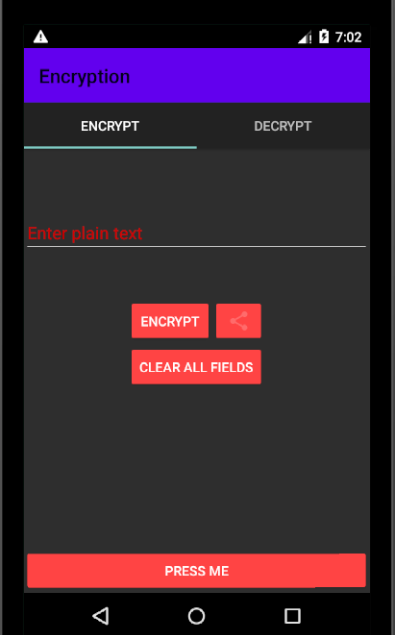 7:02
Encryption
ENCRYPT DECRYPT
Enter plain text
ENCRYPT
CLEAR ALL FIELDS
PRESS ME